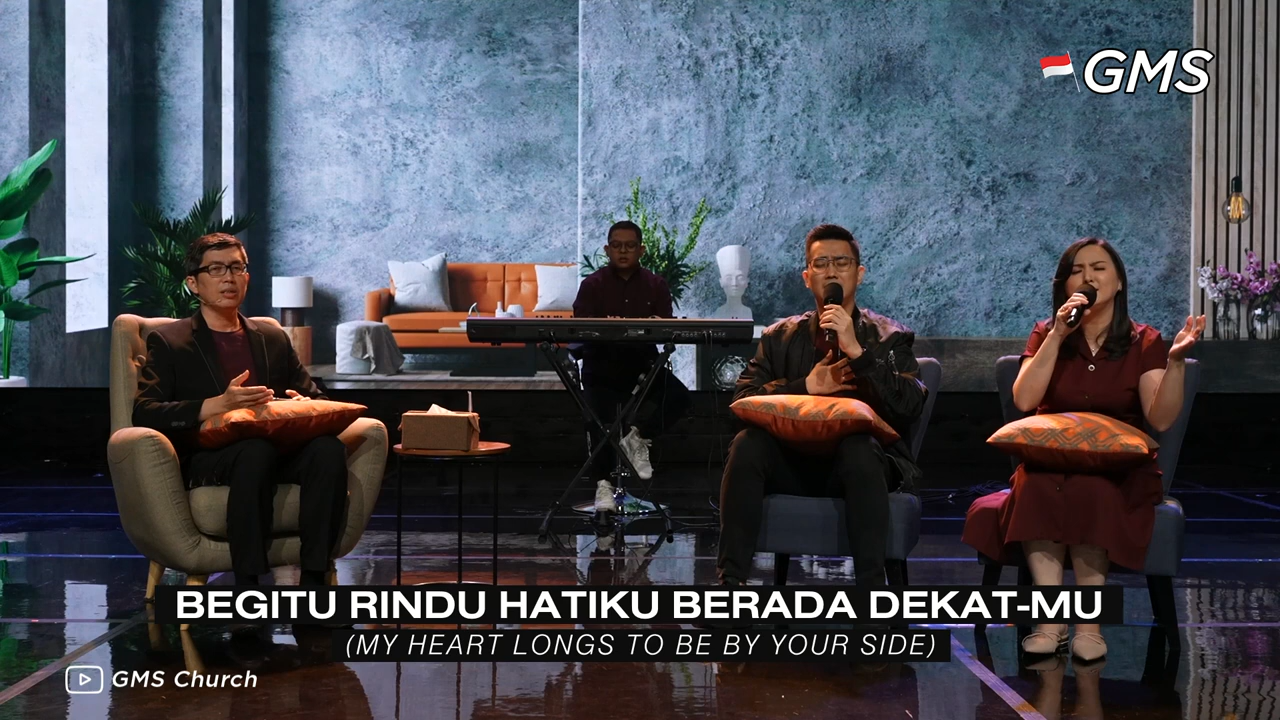 GMS
BEGITU RINDU HATIKU BERADA DEKAT-MU
(MY HEART LONGS TO BE BY YOUR SIDE)
GMS Church